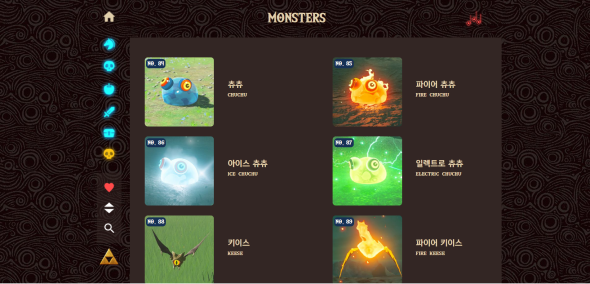 MONSTERS
NO. 84
츄츄
CHUCHU
NO. 85
파이어 츄츄
FIRE CHUCHU
NO. 86
아이스 츄츄
ICE CHUCHU
NO. 87
일렉트로 츄츄
ELECTRIC CHUCHU
NO. 88
키이스
KEESE
NO. 89
파이어 키이스
FIRE KEESE